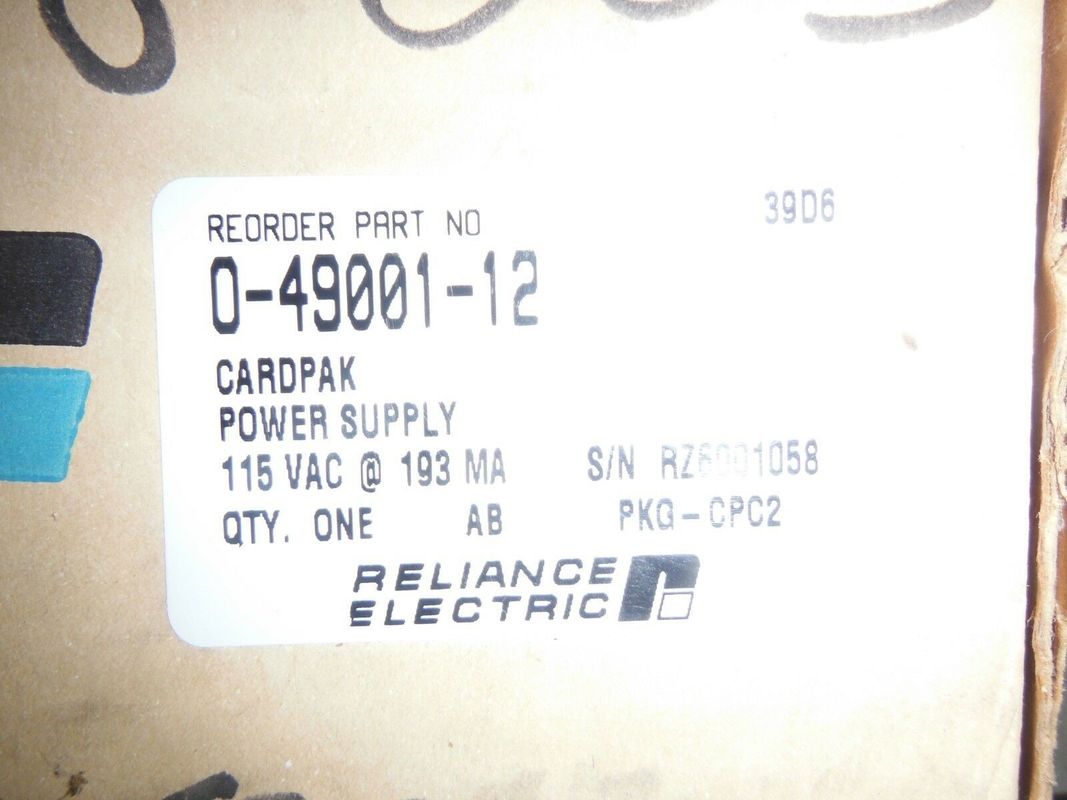 REORDER PART NO 39D6
0-49001-12
CARDPAK
POWER SUPPLY
115 VAC @ 193 MA S/N RZ6001058
QTY. ONE AB PKG-CPC2
RELIANCE
ELECTRIC